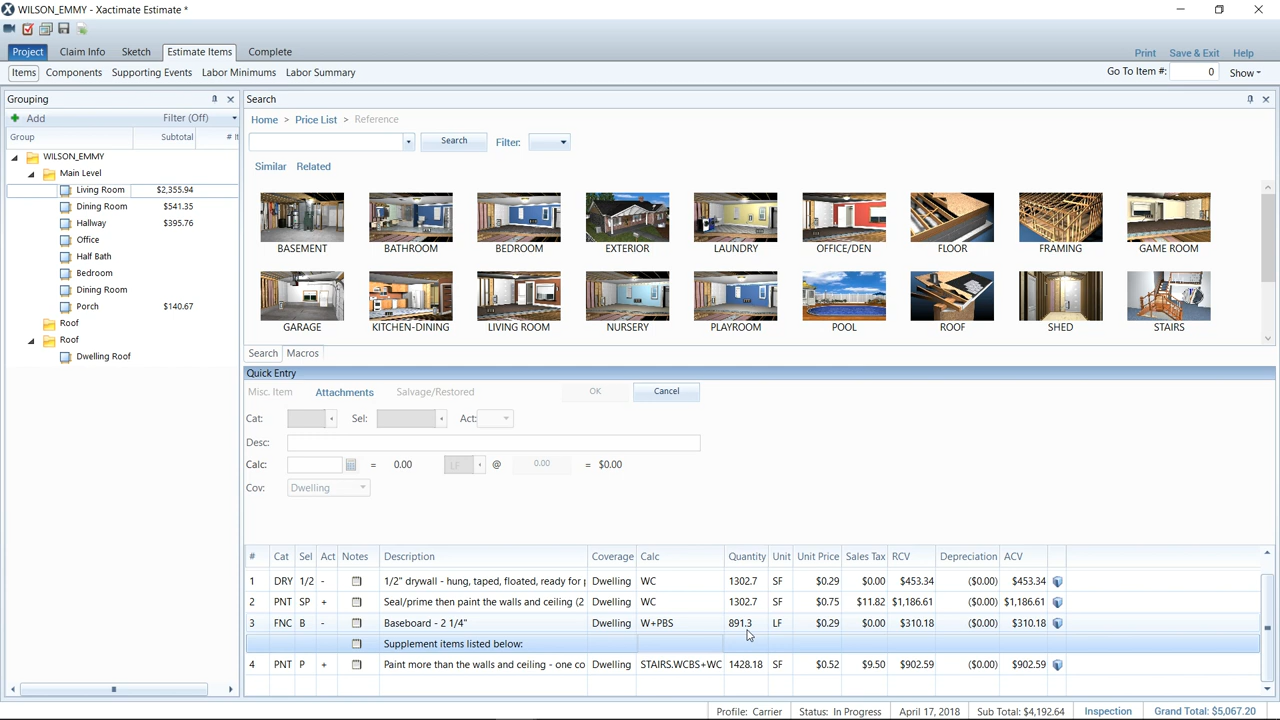 WILSON_EMMY - Xactimate Estimate *
Project Claim Info Sketch Estimate Items Complete
Print Save & Exit Help
Items Components Supporting Events Labor Minimums Labor Summary
Go To Item #: 0 Show
Grouping
Search
Add Filter (Off)
Home > Price List > Reference
Group Subtotal # It
Search Filter:
WILSON_EMMY
Similar Related
Main Level
Living Room $2,355.94
Dining Room $541.35
Hallway $395.76
Office
Half Bath
Bedroom
Dining Room
Porch $140.67
Roof
Roof
Dwelling Roof
BASEMENT BATHROOM BEDROOM EXTERIOR LAUNDRY OFFICE/DEN FLOOR FRAMING GAME ROOM
GARAGE KITCHEN-DINING LIVING ROOM NURSERY PLAYROOM POOL ROOF SHED STAIRS
Search Macros
Quick Entry
Misc. Item Attachments Salvage/Restored OK Cancel
Cat: Sel: Act:
Desc:
Calc: = 0.00 LF @ 0.00 = $0.00
Cov: Dwelling
# Cat Sel Act Notes Description Coverage Calc Quantity Unit Unit Price Sales Tax RCV Depreciation ACV
1 DRY 1/2 - 1/2" drywall - hung, taped, floated, ready for Dwelling WC 1302.7 SF $0.29 $0.00 $453.34 ($0.00) $453.34
2 PNT SP + Seal/prime then paint the walls and ceiling (2 Dwelling WC 1302.7 SF $0.75 $11.82 $1,186.61 ($0.00) $1,186.61
3 FNC B - Baseboard - 2 1/4" Dwelling W+PBS 891.3 LF $0.29 $0.00 $310.18 ($0.00) $310.18
Supplement items listed below:
4 PNT P + Paint more than the walls and ceiling - one co Dwelling STAIRS.WCBS+WC 1428.18 SF $0.52 $9.50 $902.59 ($0.00) $902.59
Profile: Carrier Status: In Progress April 17, 2018 Sub Total: $4,192.64 Inspection Grand Total: $5,067.20